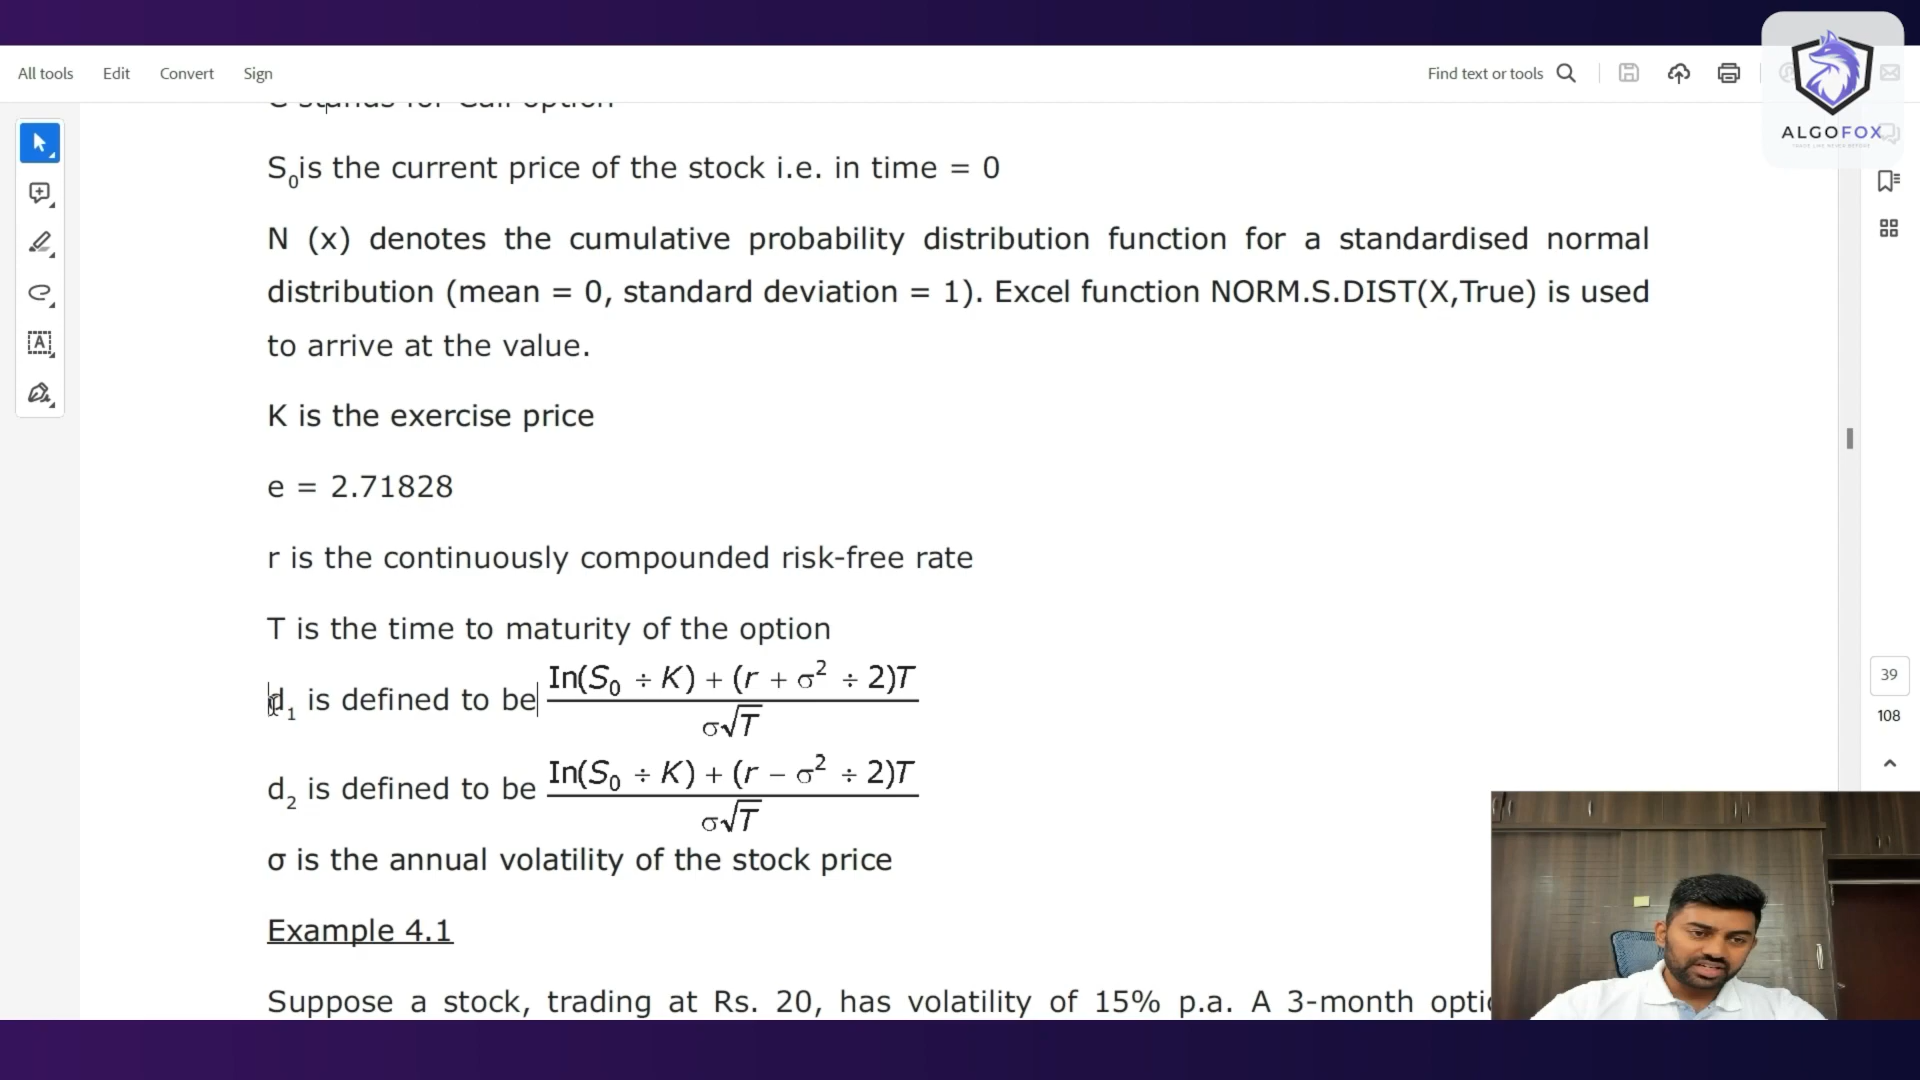 All tools Edit Convert Sign Find text or tools
ALGOFOX
C stands for Call option
S₀is the current price of the stock i.e. in time = 0
N (x) denotes the cumulative probability distribution function for a standardised normal
distribution (mean = 0, standard deviation = 1). Excel function NORM.S.DIST(X,True) is used
to arrive at the value.
K is the exercise price
e = 2.71828
r is the continuously compounded risk-free rate
T is the time to maturity of the option
d₁ is defined to be In(S₀ ÷ K) + (r + σ² ÷ 2)T
σ√T
d₂ is defined to be In(S₀ ÷ K) + (r − σ² ÷ 2)T
σ√T
σ is the annual volatility of the stock price
Example 4.1
Suppose a stock, trading at Rs. 20, has volatility of 15% p.a. A 3-month
39
108